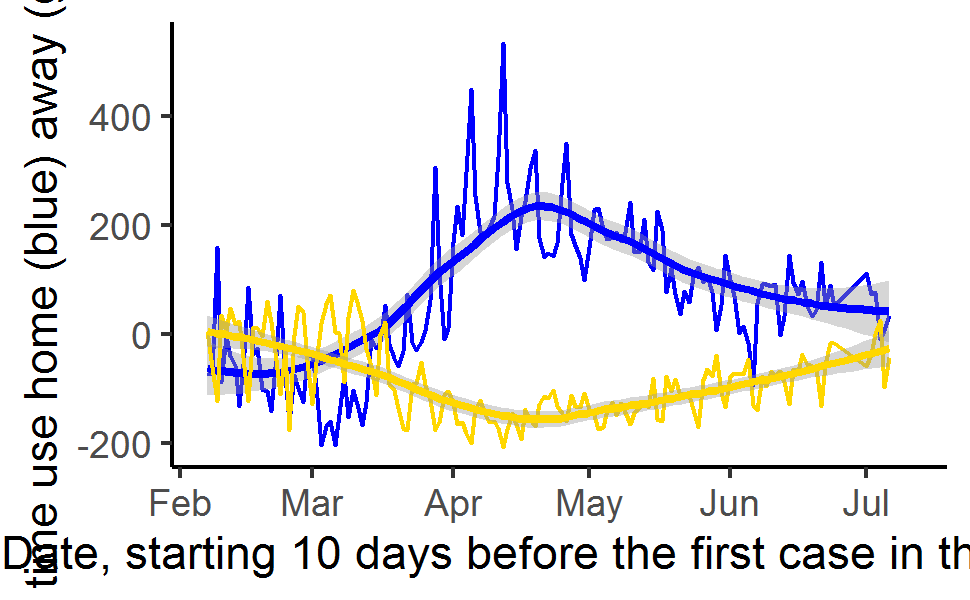 time use home (blue) away (
400
200
0
-200
Feb Mar Apr May Jun Jul
Date, starting 10 days before the first case in th